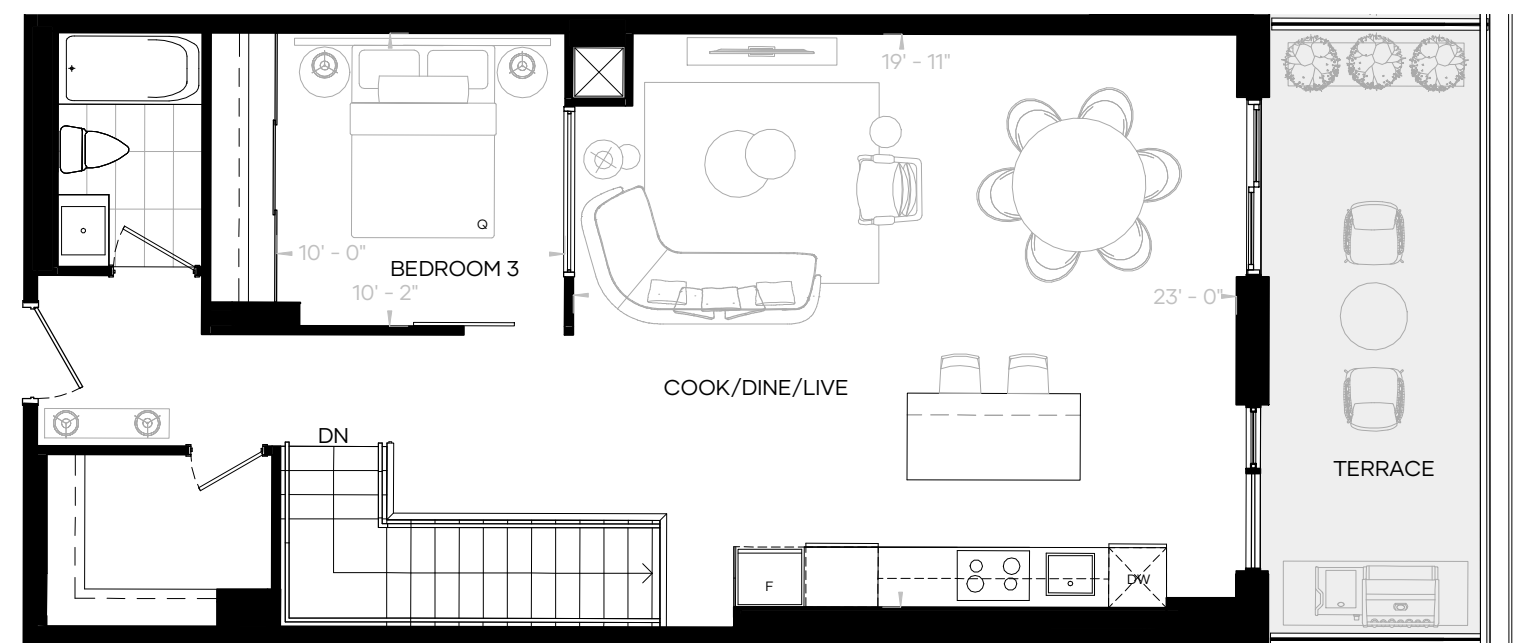 19' - 11"
Q
10' - 0"
BEDROOM 3
10' - 2"
23' - 0"
COOK/DINE/LIVE
DN
TERRACE
F
DW